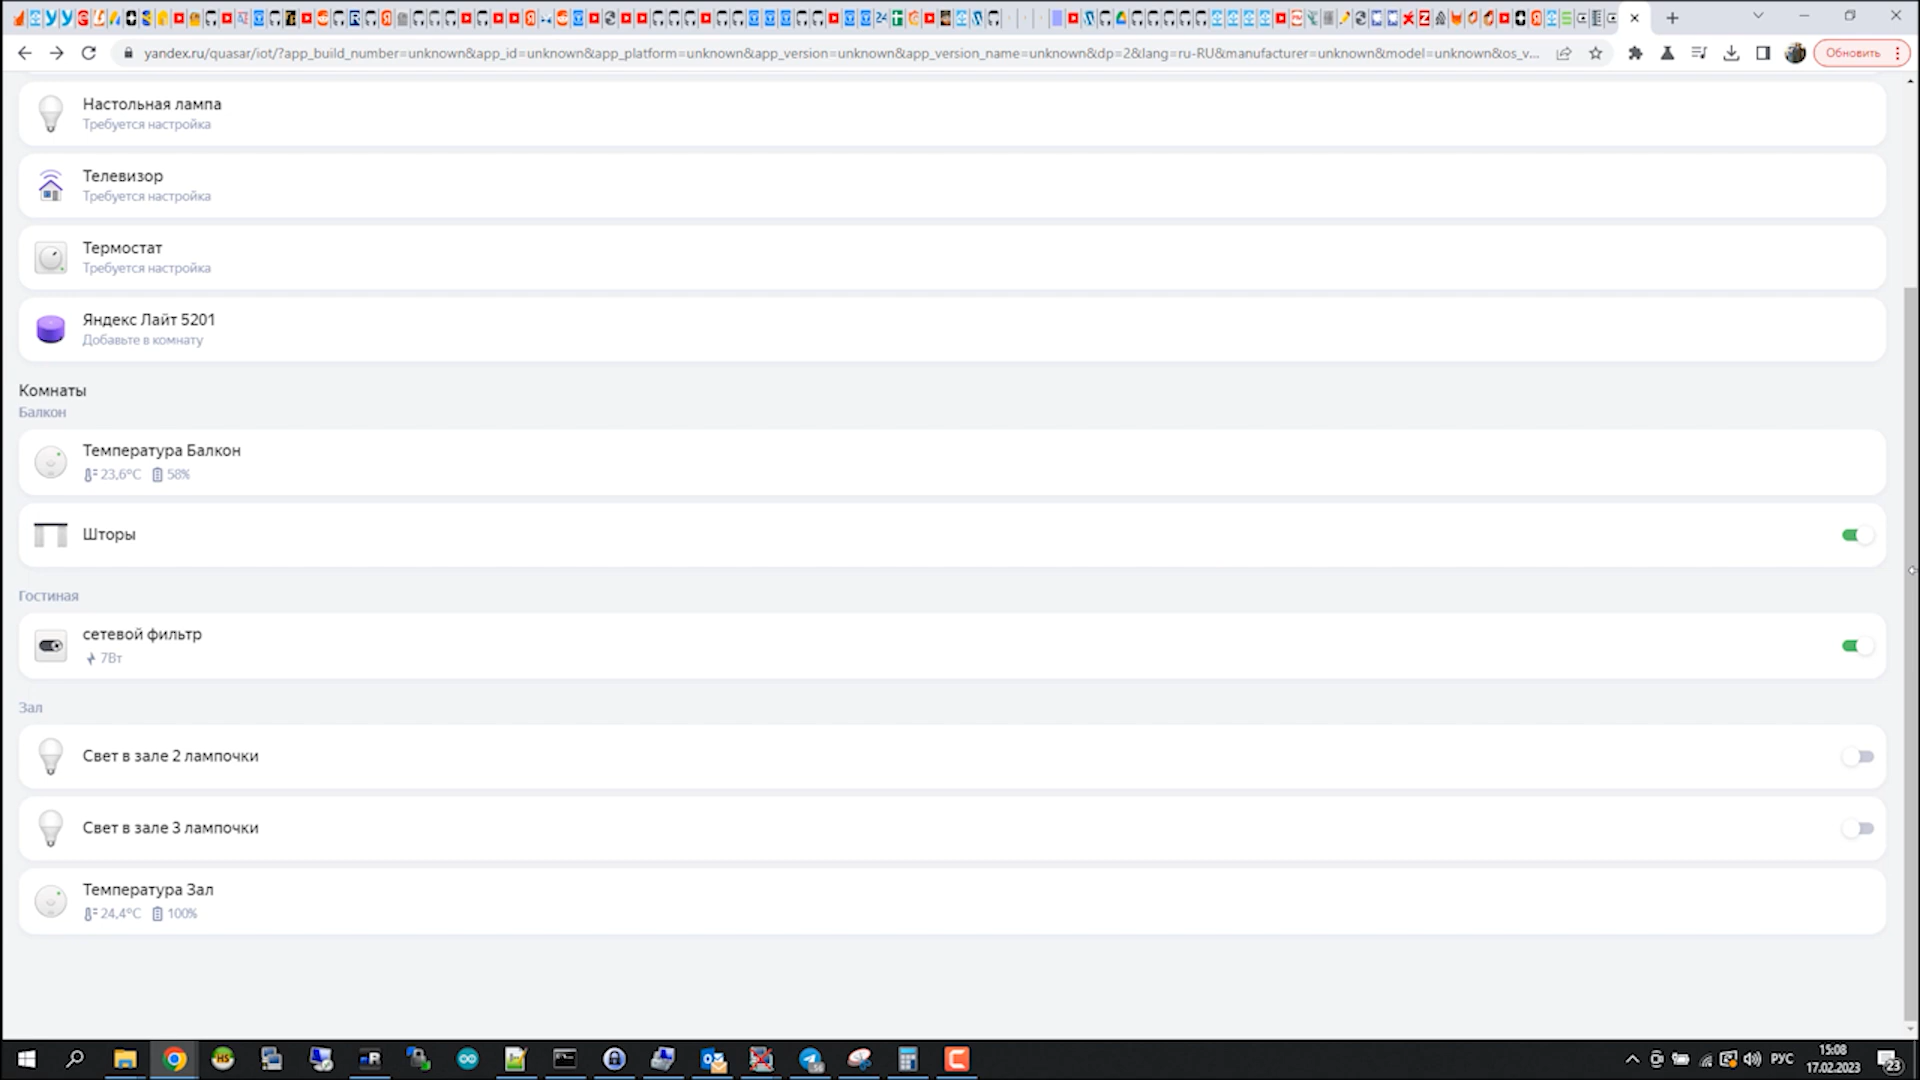 yandex.ru/quasar/iot/?app_build_number=unknown&app_id=unknown&app_platform=unknown&app_version=unknown&app_version_name=unknown&dp=2&lang=ru-RU&manufacturer=unknown&model=unknown&os_v...
Обновить
Настольная лампа
Требуется настройка
Телевизор
Требуется настройка
Термостат
Требуется настройка
Яндекс Лайт 5201
Добавьте в комнату
Комнаты
Балкон
Температура Балкон
23,6°C 58%
Шторы
Гостиная
сетевой фильтр
7Вт
Зал
Свет в зале 2 лампочки
Свет в зале 3 лампочки
Температура Зал
24,4°C 100%
РУС
15:08
17.02.2023
23